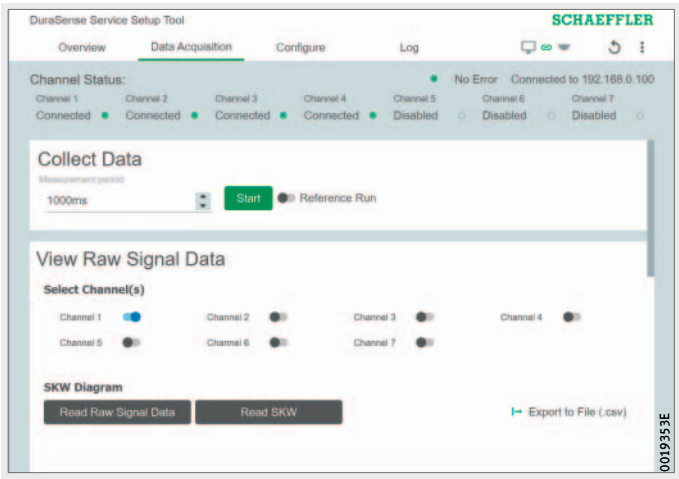 DuraSense Service Setup Tool
SCHAEFFLER
Overview Data Acquisition Configure Log
Channel Status:
No Error Connected to 192.168.0.100
Channel 1 Channel 2 Channel 3 Channel 4 Channel 5 Channel 6 Channel 7
Connected Connected Connected Connected Disabled Disabled Disabled
Collect Data
Measurement period
1000ms Start Reference Run
View Raw Signal Data
Select Channel(s)
Channel 1 Channel 2 Channel 3 Channel 4
Channel 5 Channel 6 Channel 7
SKW Diagram
Read Raw Signal Data Read SKW Export to File (.csv)
0019353E